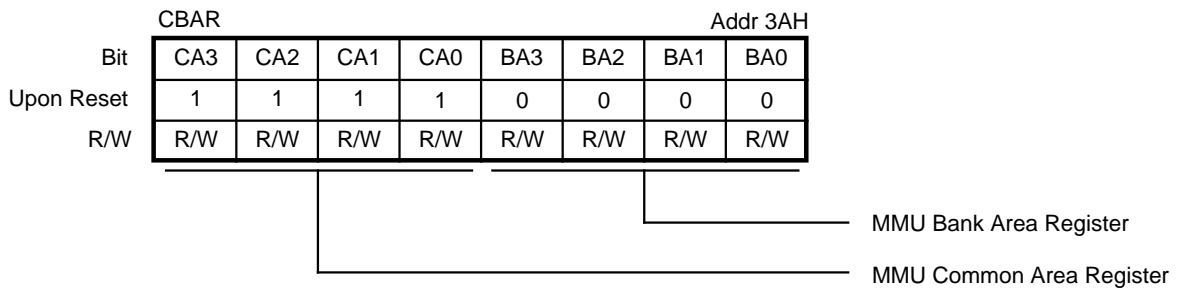 CBAR Addr 3AH
Bit CA3 CA2 CA1 CA0 BA3 BA2 BA1 BA0
Upon Reset 1 1 1 1 0 0 0 0
R/W R/W R/W R/W R/W R/W R/W R/W R/W
MMU Bank Area Register
MMU Common Area Register